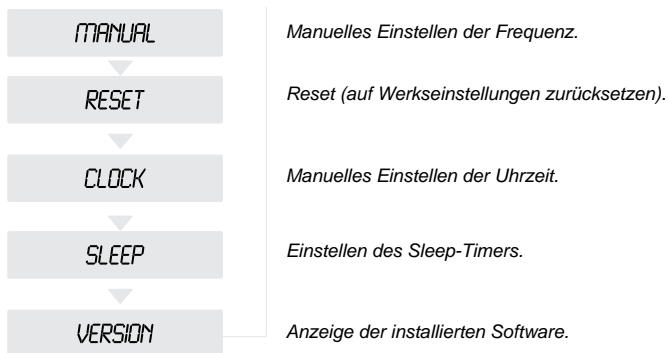 MANUAL Manuelles Einstellen der Frequenz.
RESET Reset (auf Werkseinstellungen zurücksetzen).
CLOCK Manuelles Einstellen der Uhrzeit.
SLEEP Einstellen des Sleep-Timers.
VERSION Anzeige der installierten Software.